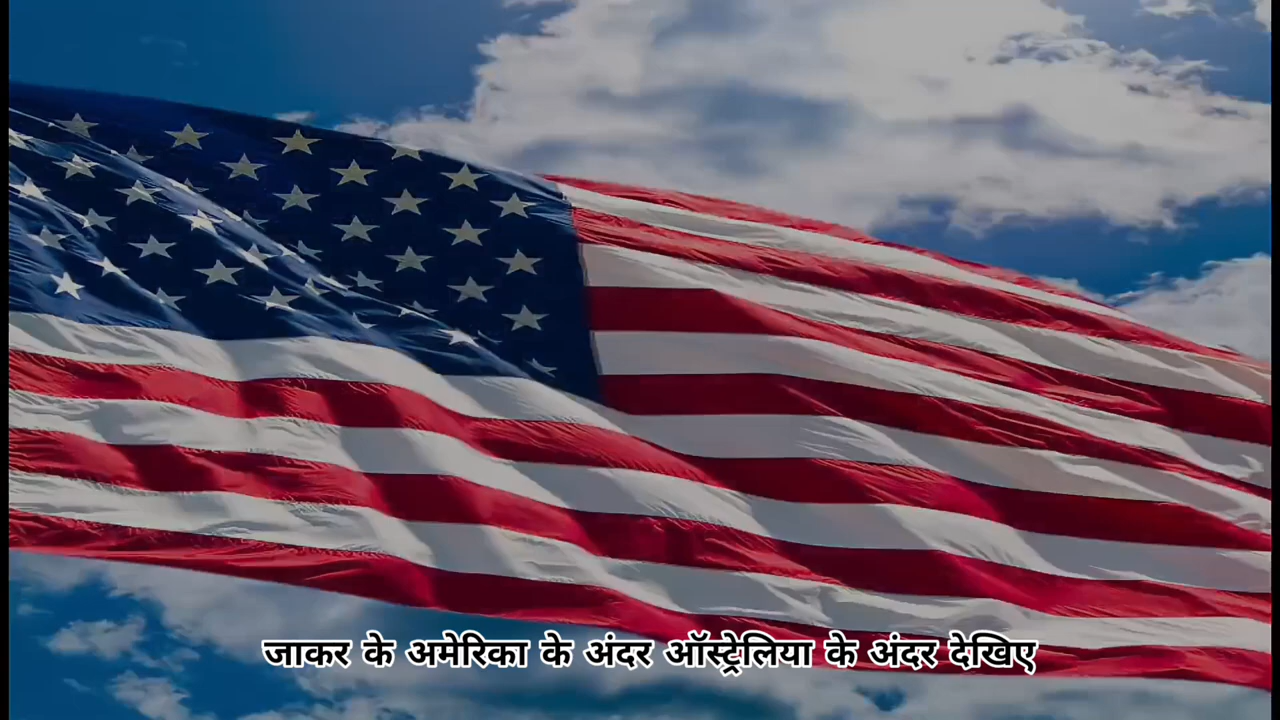 जाकर के अमेरिका के अंदर ऑस्ट्रेलिया के अंदर देखिए